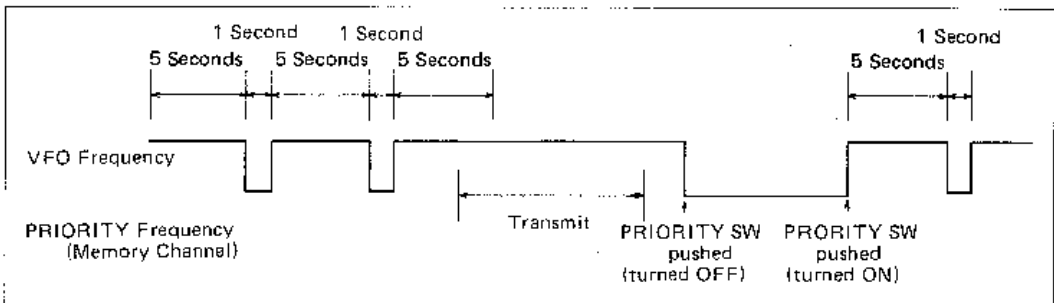 1 Second 1 Second 1 Second
5 Seconds 5 Seconds 5 Seconds 5 Seconds
VFO Frequency
PRIORITY Frequency
(Memory Channel)
Transmit
PRIORITY SW
pushed
(turned OFF)
PRORITY SW
pushed
(turned ON)